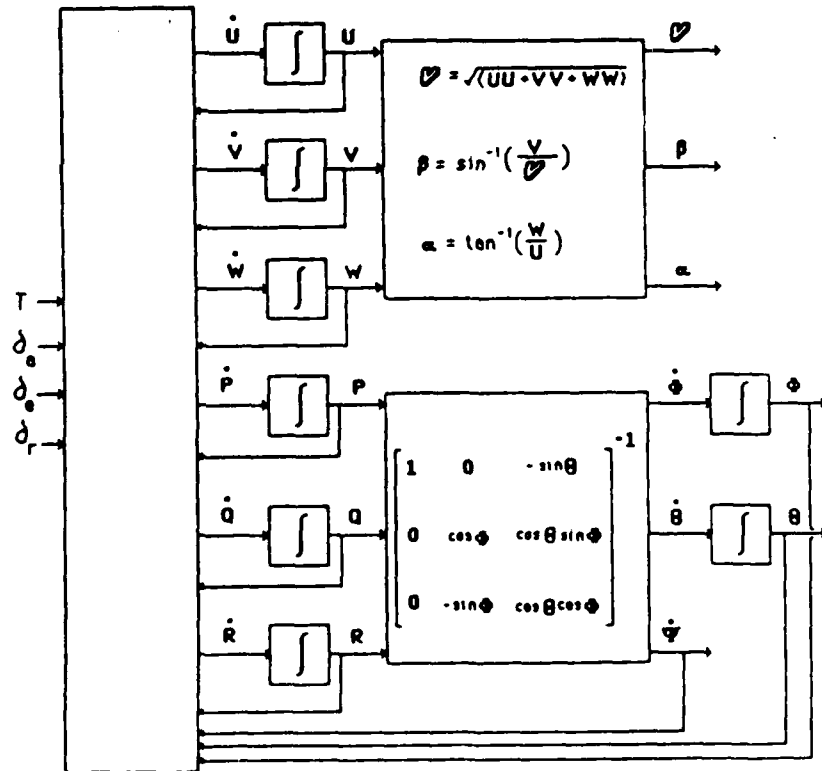 U̇ ∫ U
𝒱
𝒱 = √(UU + VV + WW)
V̇ ∫ V
β = sin⁻¹(V/𝒱)
β
α = tan⁻¹(W/U)
Ẇ ∫ W
α
T
δₐ
δₑ
δᵣ
Ṗ ∫ P
Φ̇ ∫ Φ
-1
1 0 -sinθ
Q̇ ∫ Q
0 cosΦ cosθ sinΦ
θ̇ ∫ θ
0 -sinΦ cosθ cosΦ
Ṙ ∫ R
Ψ̇